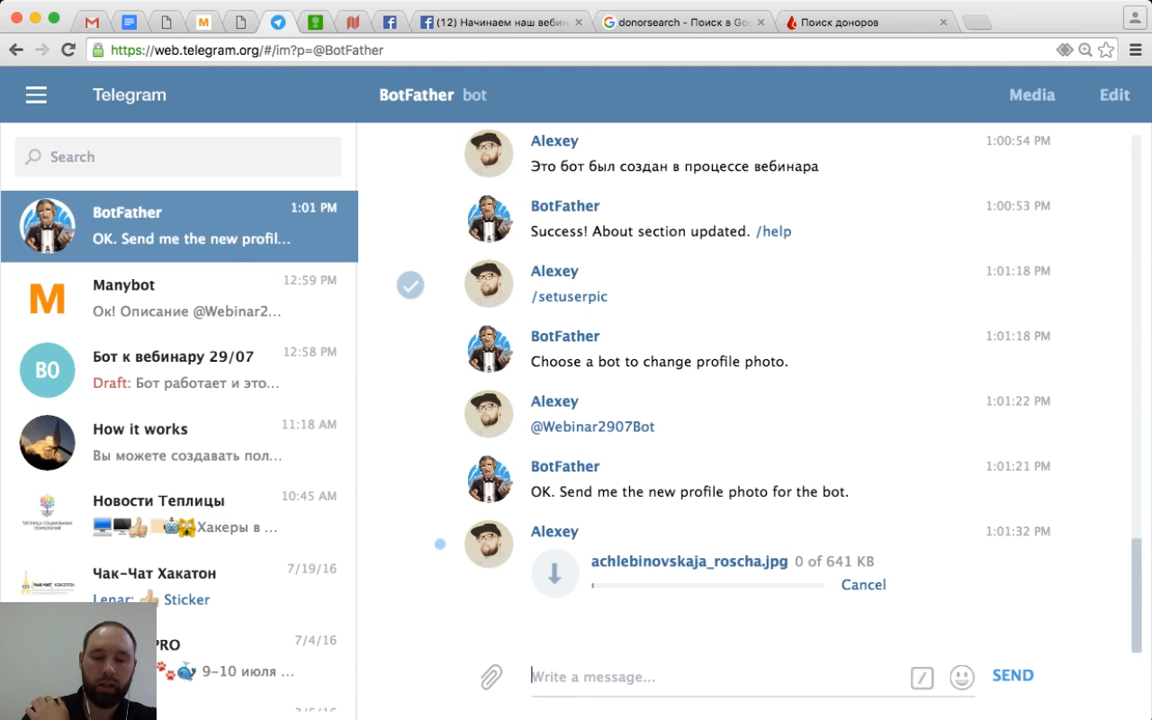 (12) Начинаем наш веби
donorsearch - Поиск в Goo
Поиск доноров
https://web.telegram.org/#/im?p=@BotFather
Telegram
BotFather bot
Media
Edit
Search
BotFather
1:01 PM
OK. Send me the new profil...
Manybot
12:59 PM
Ок! Описание @Webinar2...
ВО
Бот к вебинару 29/07
12:58 PM
Draft: Бот работает и это...
How it works
11:18 AM
Вы можете создавать пол...
Новости Теплицы
10:45 AM
Хакеры в ...
Чак-Чат Хакатон
7/19/16
Lenar: Sticker
PRO
7/4/16
9–10 июля ...
Alexey
1:00:54 PM
Это бот был создан в процессе вебинара
BotFather
1:00:53 PM
Success! About section updated. /help
Alexey
1:01:18 PM
/setuserpic
BotFather
1:01:18 PM
Choose a bot to change profile photo.
Alexey
1:01:22 PM
@Webinar2907Bot
BotFather
1:01:21 PM
OK. Send me the new profile photo for the bot.
Alexey
1:01:32 PM
achlebinovskaja_roscha.jpg 0 of 641 KB
Cancel
Write a message...
SEND